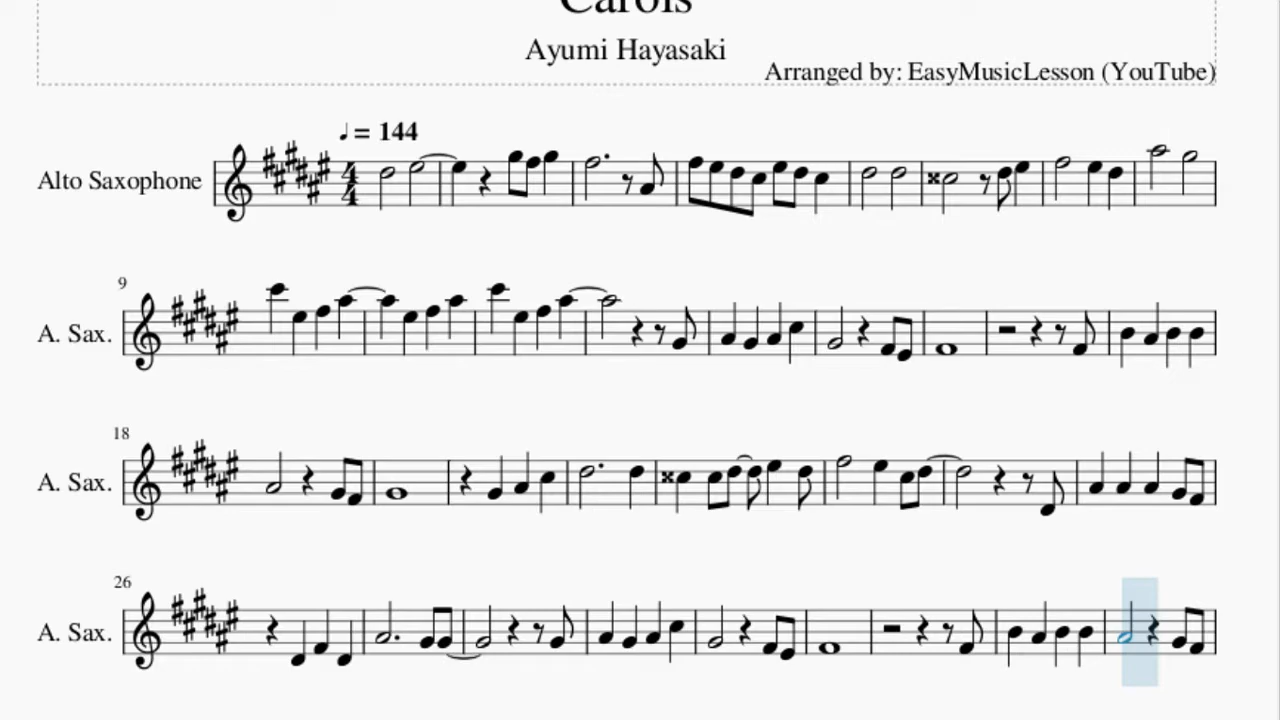 Carols
Ayumi Hayasaki
Arranged by: EasyMusicLesson (YouTube)
♩= 144
Alto Saxophone
4
4
9
A. Sax.
18
A. Sax.
26
A. Sax.